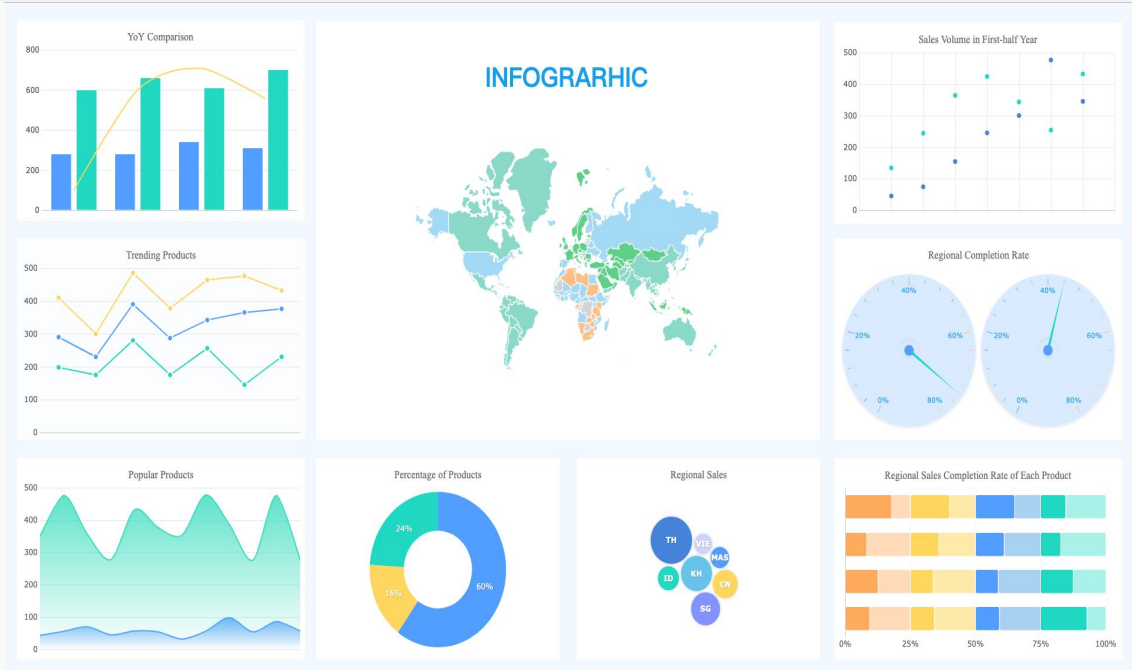 YoY Comparison
800
600
400
200
0
INFOGRARHIC
Sales Volume in First-half Year
500
400
300
200
100
0
Trending Products
500
400
300
200
100
0
Regional Completion Rate
40%
20%
60%
0%
80%
40%
20%
60%
0%
80%
Popular Products
500
400
300
200
100
0
Percentage of Products
24%
16%
60%
Regional Sales
TH
VIE
MAS
ID
KH
CN
SG
Regional Sales Completion Rate of Each Product
0% 25% 50% 75% 100%